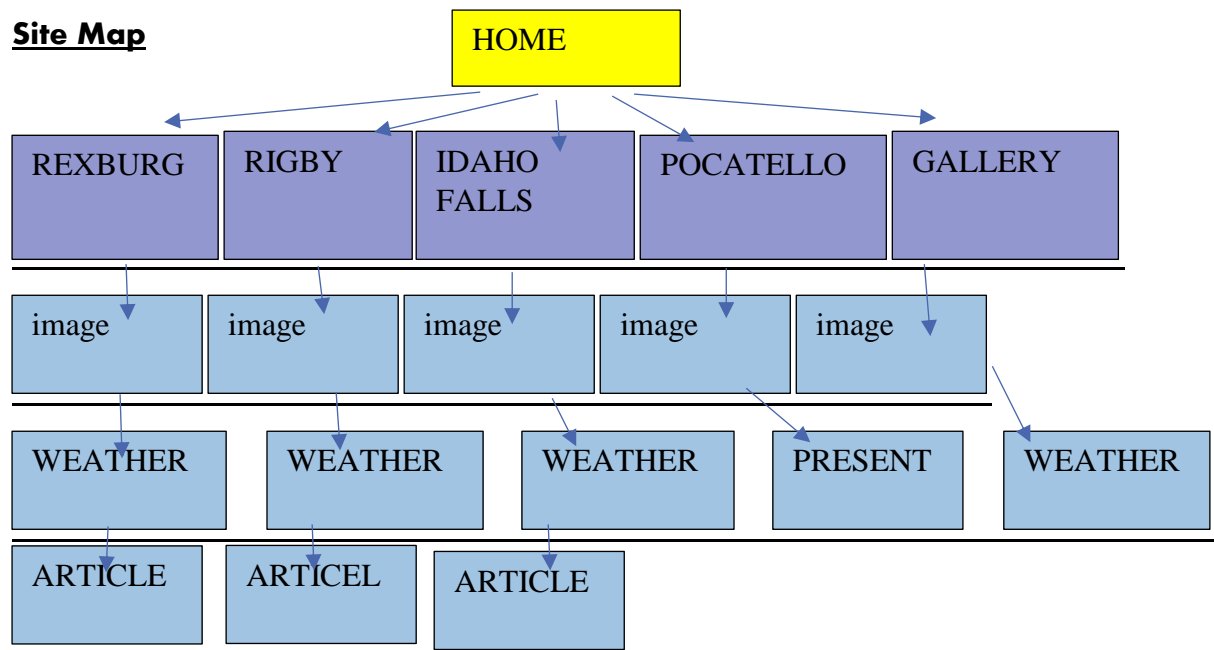 Site Map
HOME
REXBURG
RIGBY
IDAHO
FALLS
POCATELLO
GALLERY
image
image
image
image
image
WEATHER
WEATHER
WEATHER
PRESENT
WEATHER
ARTICLE
ARTICEL
ARTICLE